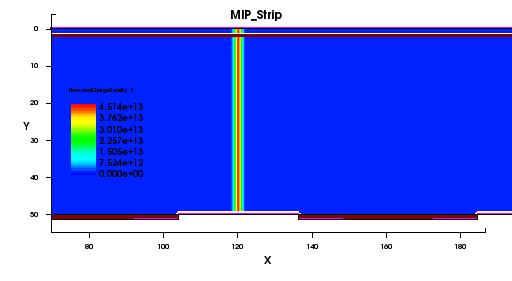 MIP_Strip
0
10
20
30
40
50
Y
HeavyIonChargeDensity_X
4.514e+13
3.762e+13
3.010e+13
2.257e+13
1.505e+13
7.524e+12
0.000e+00
80 100 120 140 160 180
X